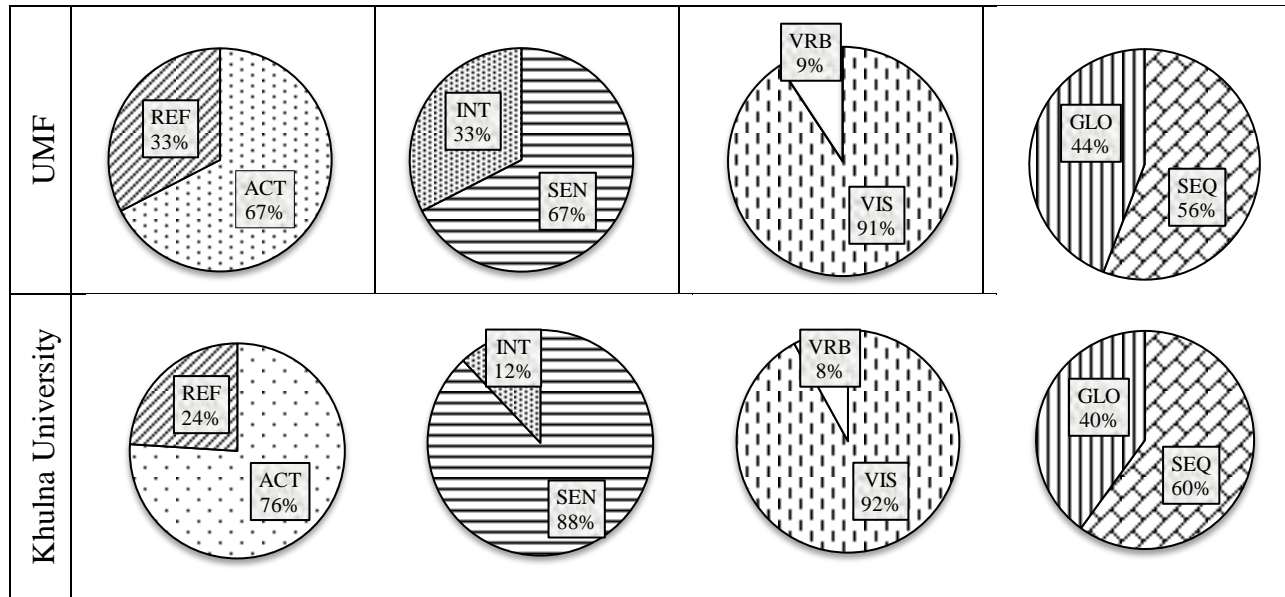 UMF
REF
33%
ACT
67%
INT
33%
SEN
67%
VRB
9%
VIS
91%
GLO
44%
SEQ
56%
Khulna University
REF
24%
ACT
76%
INT
12%
SEN
88%
VRB
8%
VIS
92%
GLO
40%
SEQ
60%